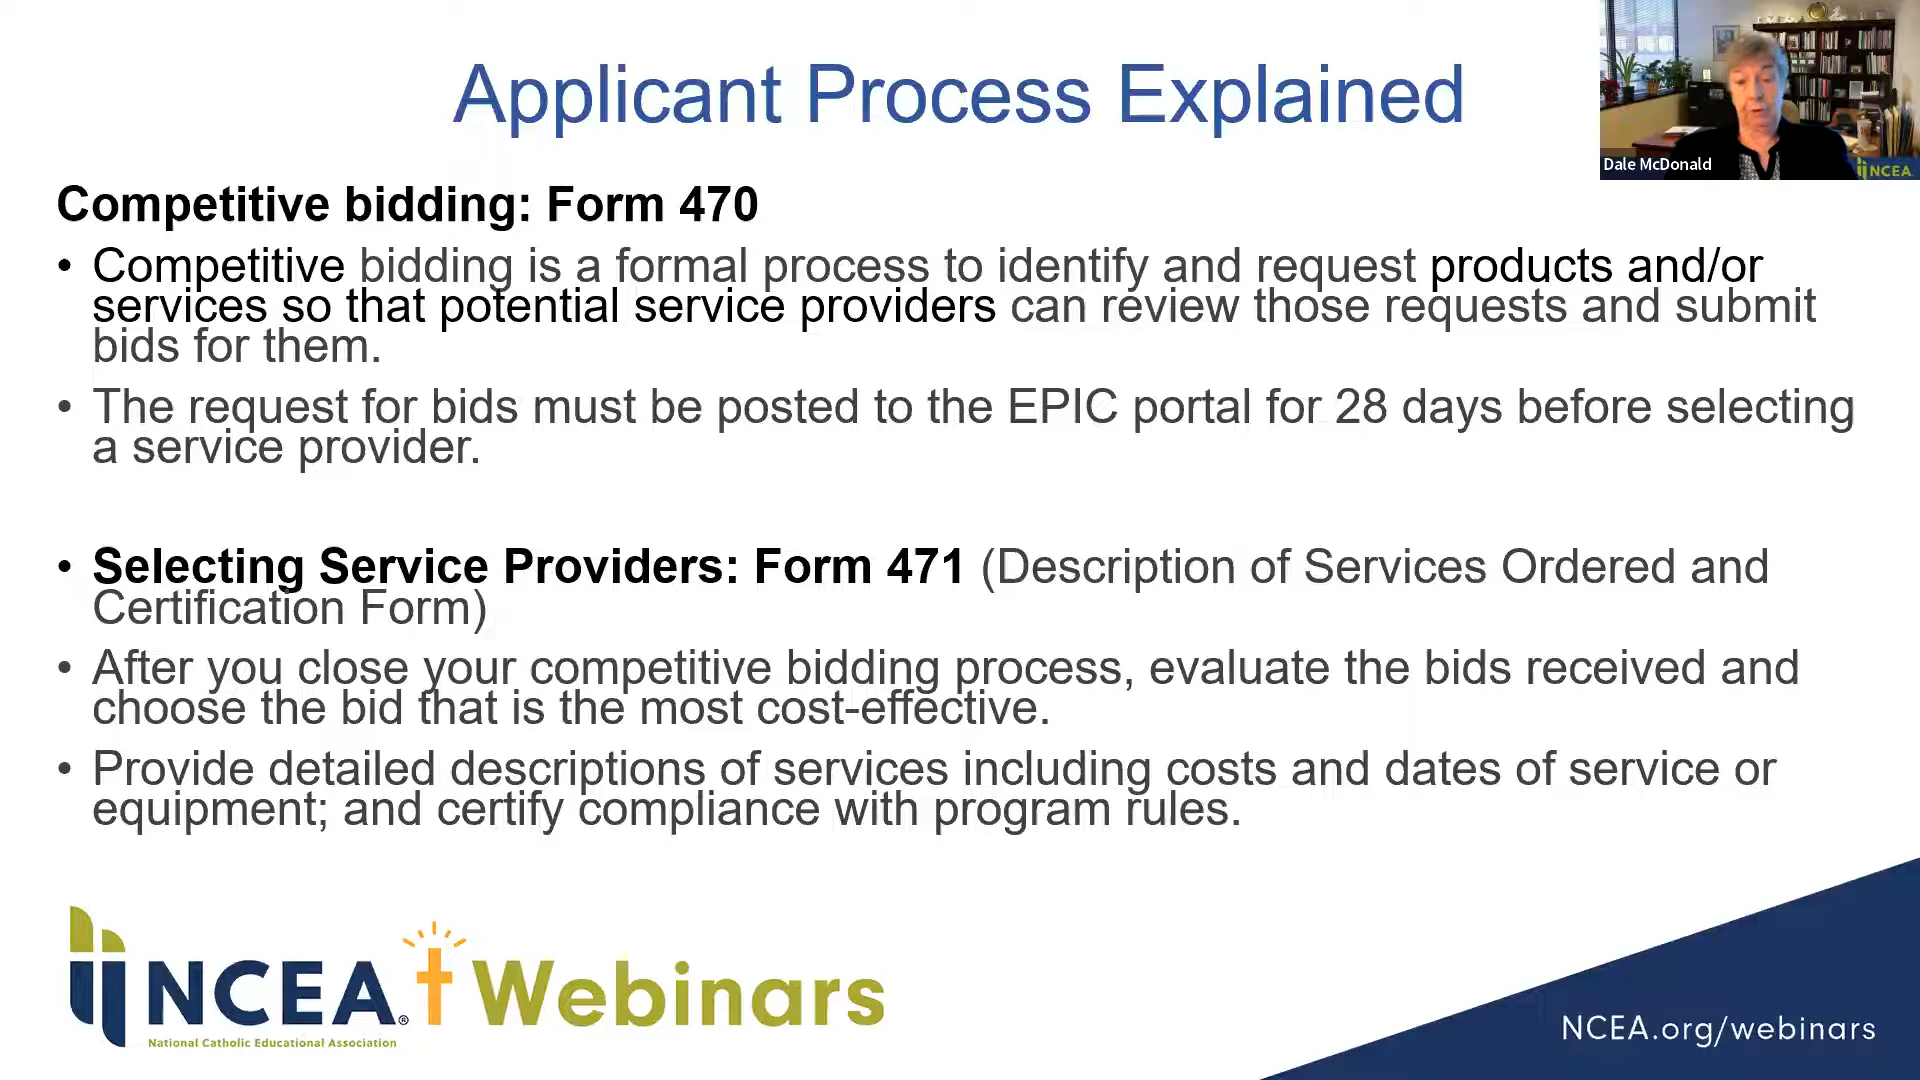 Applicant Process Explained
Dale McDonald
NCEA
Competitive bidding: Form 470
• Competitive bidding is a formal process to identify and request products and/or
services so that potential service providers can review those requests and submit
bids for them.
• The request for bids must be posted to the EPIC portal for 28 days before selecting
a service provider.
• Selecting Service Providers: Form 471 (Description of Services Ordered and
Certification Form)
• After you close your competitive bidding process, evaluate the bids received and
choose the bid that is the most cost-effective.
• Provide detailed descriptions of services including costs and dates of service or
equipment; and certify compliance with program rules.
NCEA® Webinars
National Catholic Educational Association
NCEA.org/webinars